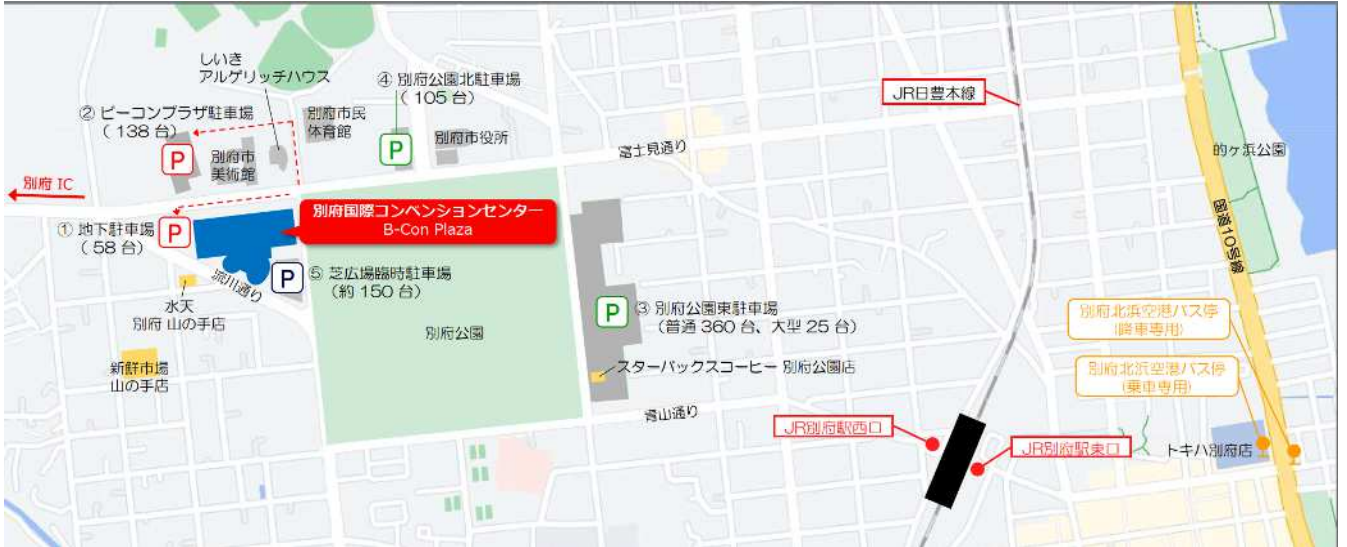 しいき
アルゲリッチハウス
④ 別府公園北駐車場
( 105 台)
② ビーコンプラザ駐車場
( 138 台)
別府市民
体育館
別府市役所
別府市
美術館
JR日豊本線
富士見通り
的ヶ浜公園
別府 IC
国道10号線
① 地下駐車場
( 58 台)
別府国際コンベンションセンター
B-Con Plaza
⑤ 芝広場臨時駐車場
(約 150 台)
流川通り
水天
別府 山の手店
③ 別府公園東駐車場
(普通 360 台、大型 25 台)
別府公園
別府北浜空港バス停
(降車専用)
新鮮市場
山の手店
スターバックスコーヒー 別府公園店
別府北浜空港バス停
(乗車専用)
青山通り
JR別府駅西口
JR別府駅東口
トキハ別府店
P
P
P
P
P